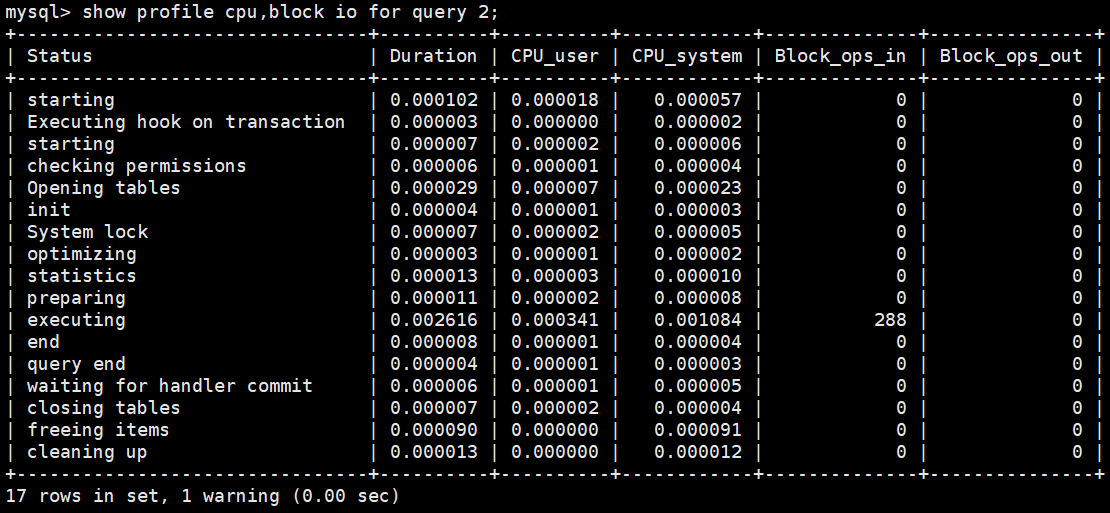 mysql> show profile cpu,block io for query 2;
+--------------------------------+----------+----------+------------+--------------+---------------+
| Status                         | Duration | CPU_user | CPU_system | Block_ops_in | Block_ops_out |
+--------------------------------+----------+----------+------------+--------------+---------------+
| starting                       | 0.000102 | 0.000018 |   0.000057 |            0 |             0 |
| Executing hook on transaction  | 0.000003 | 0.000000 |   0.000002 |            0 |             0 |
| starting                       | 0.000007 | 0.000002 |   0.000006 |            0 |             0 |
| checking permissions           | 0.000006 | 0.000001 |   0.000004 |            0 |             0 |
| Opening tables                 | 0.000029 | 0.000007 |   0.000023 |            0 |             0 |
| init                           | 0.000004 | 0.000001 |   0.000003 |            0 |             0 |
| System lock                    | 0.000007 | 0.000002 |   0.000005 |            0 |             0 |
| optimizing                     | 0.000003 | 0.000001 |   0.000002 |            0 |             0 |
| statistics                     | 0.000013 | 0.000003 |   0.000010 |            0 |             0 |
| preparing                      | 0.000011 | 0.000002 |   0.000008 |            0 |             0 |
| executing                      | 0.002616 | 0.000341 |   0.001084 |          288 |             0 |
| end                            | 0.000008 | 0.000001 |   0.000004 |            0 |             0 |
| query end                      | 0.000004 | 0.000001 |   0.000003 |            0 |             0 |
| waiting for handler commit     | 0.000006 | 0.000001 |   0.000005 |            0 |             0 |
| closing tables                 | 0.000007 | 0.000002 |   0.000004 |            0 |             0 |
| freeing items                  | 0.000090 | 0.000000 |   0.000091 |            0 |             0 |
| cleaning up                    | 0.000013 | 0.000000 |   0.000012 |            0 |             0 |
+--------------------------------+----------+----------+------------+--------------+---------------+
17 rows in set, 1 warning (0.00 sec)